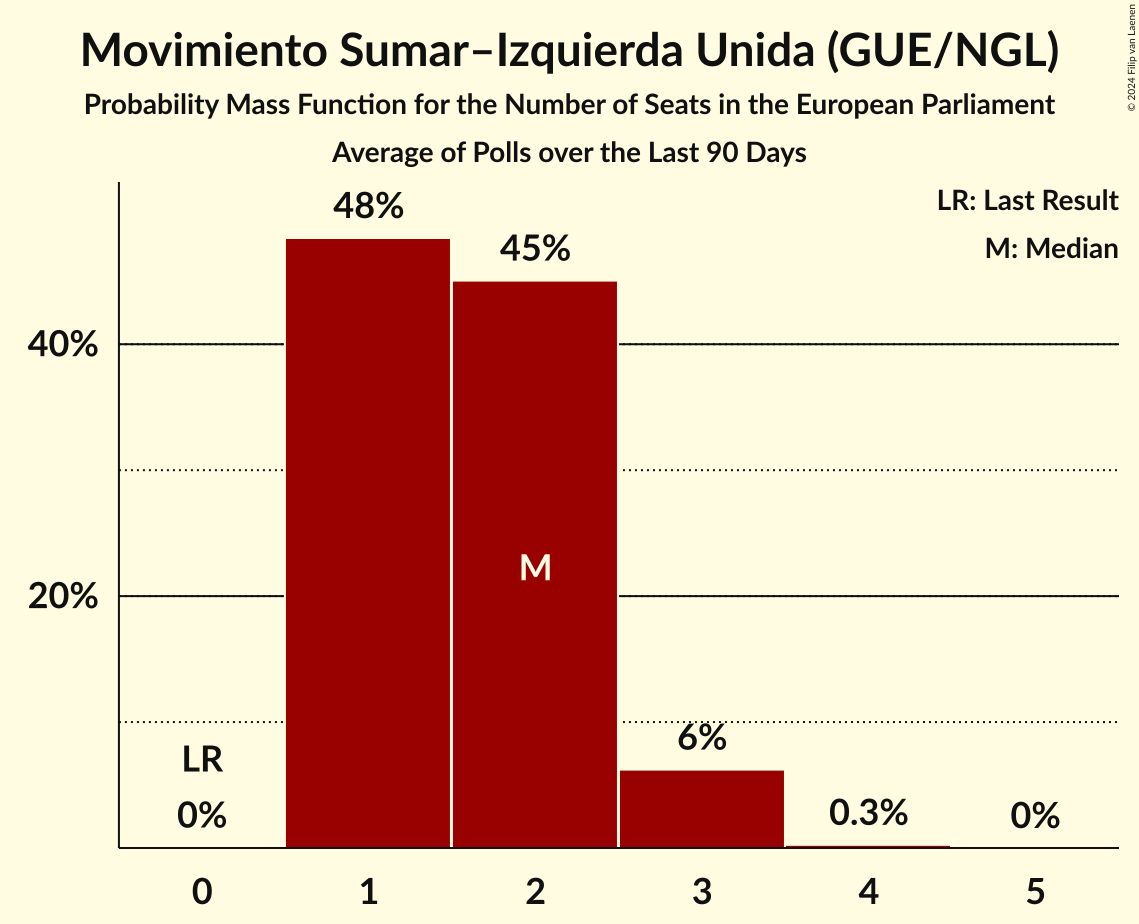 Movimiento Sumar–Izquierda Unida (GUE/NGL)
Probability Mass Function for the Number of Seats in the European Parliament
Average of Polls over the Last 90 Days
© 2024 Filip van Laenen
LR: Last Result
M: Median
48%
45%
40%
M
20%
6%
LR
0%
0.3%
0%
0 1 2 3 4 5